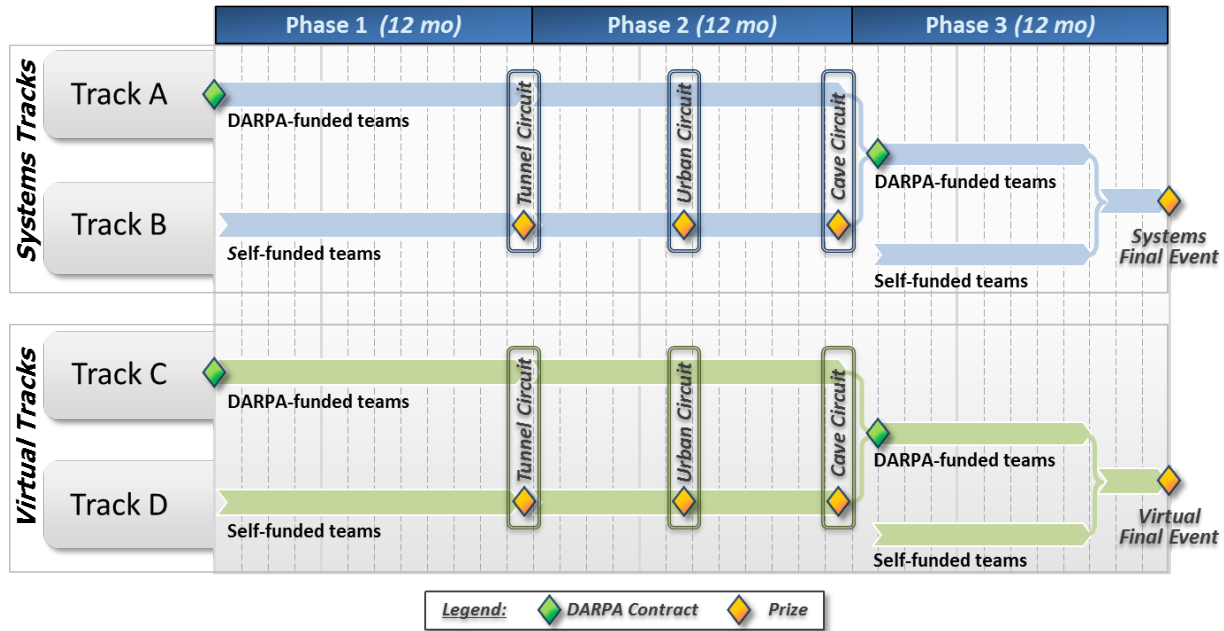 Phase 1 (12 mo)
Phase 2 (12 mo)
Phase 3 (12 mo)
Systems Tracks
Track A
DARPA-funded teams
Track B
Self-funded teams
Tunnel Circuit
Urban Circuit
Cave Circuit
DARPA-funded teams
Self-funded teams
Systems
Final Event
Virtual Tracks
Track C
DARPA-funded teams
Track D
Self-funded teams
Tunnel Circuit
Urban Circuit
Cave Circuit
DARPA-funded teams
Self-funded teams
Virtual
Final Event
Legend: DARPA Contract Prize